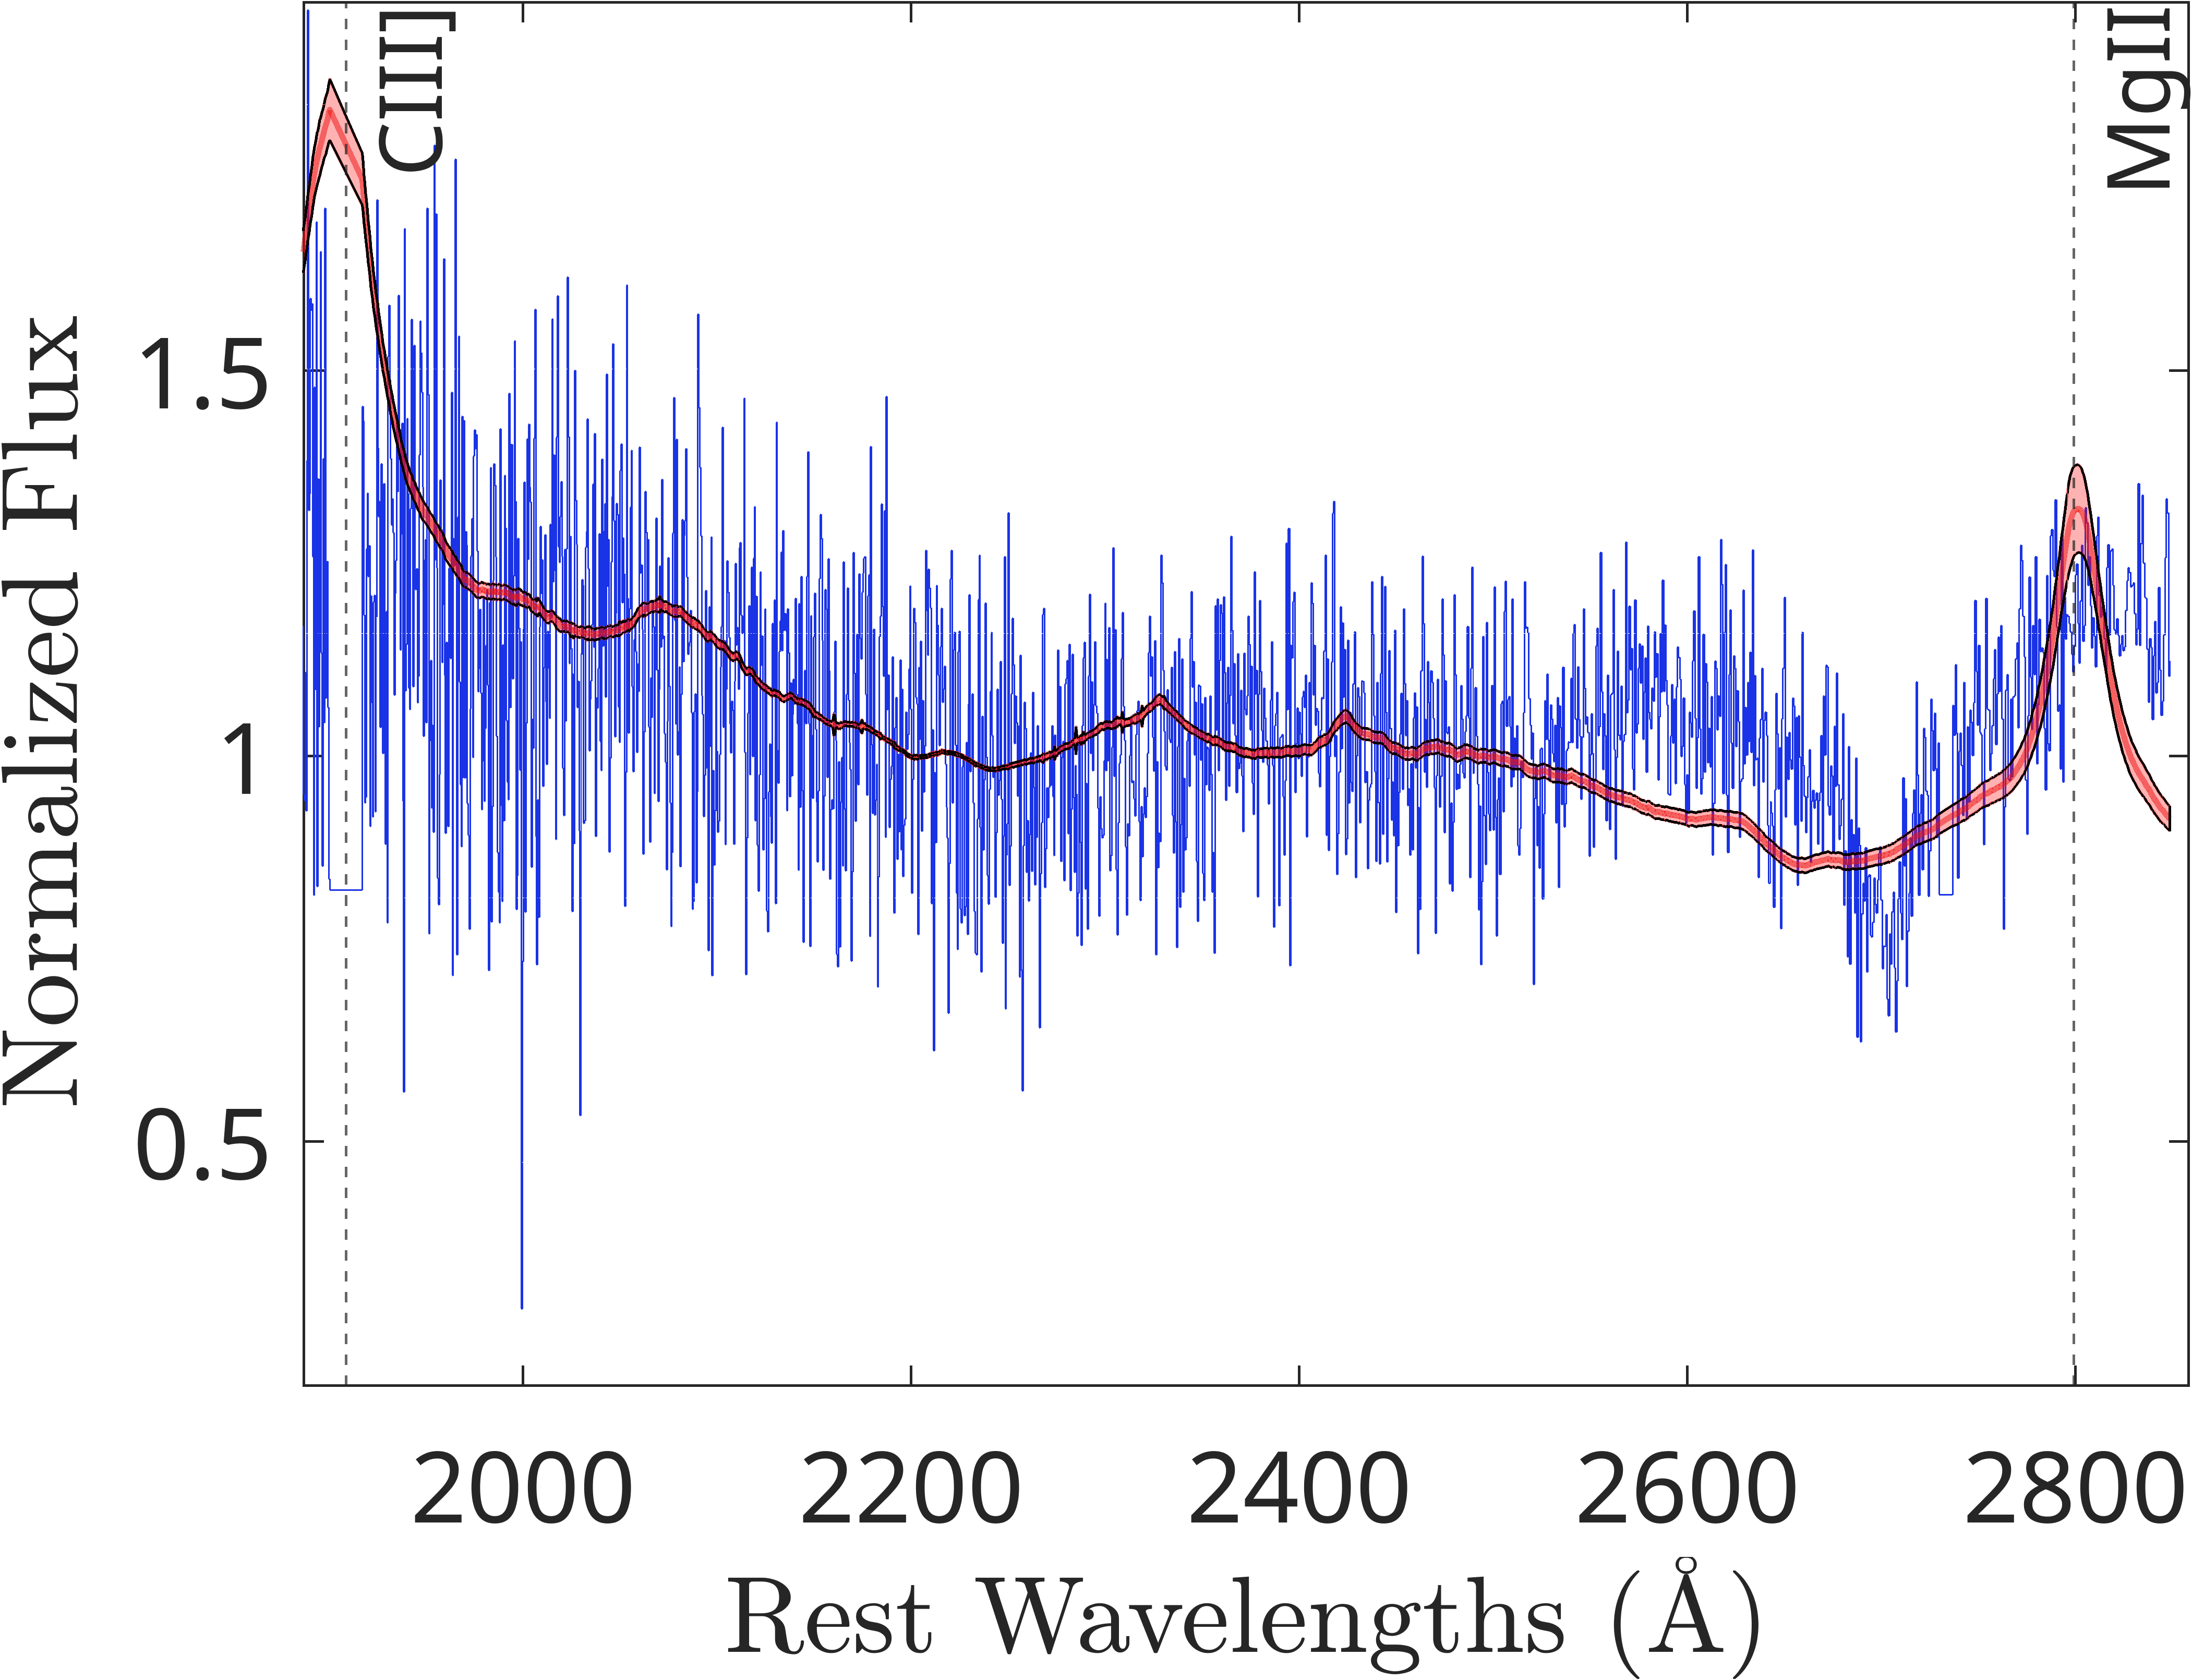 CIII]
MgII
Normalized Flux
1.5
1
0.5
2000
2200
2400
2600
2800
Rest Wavelengths (Å)